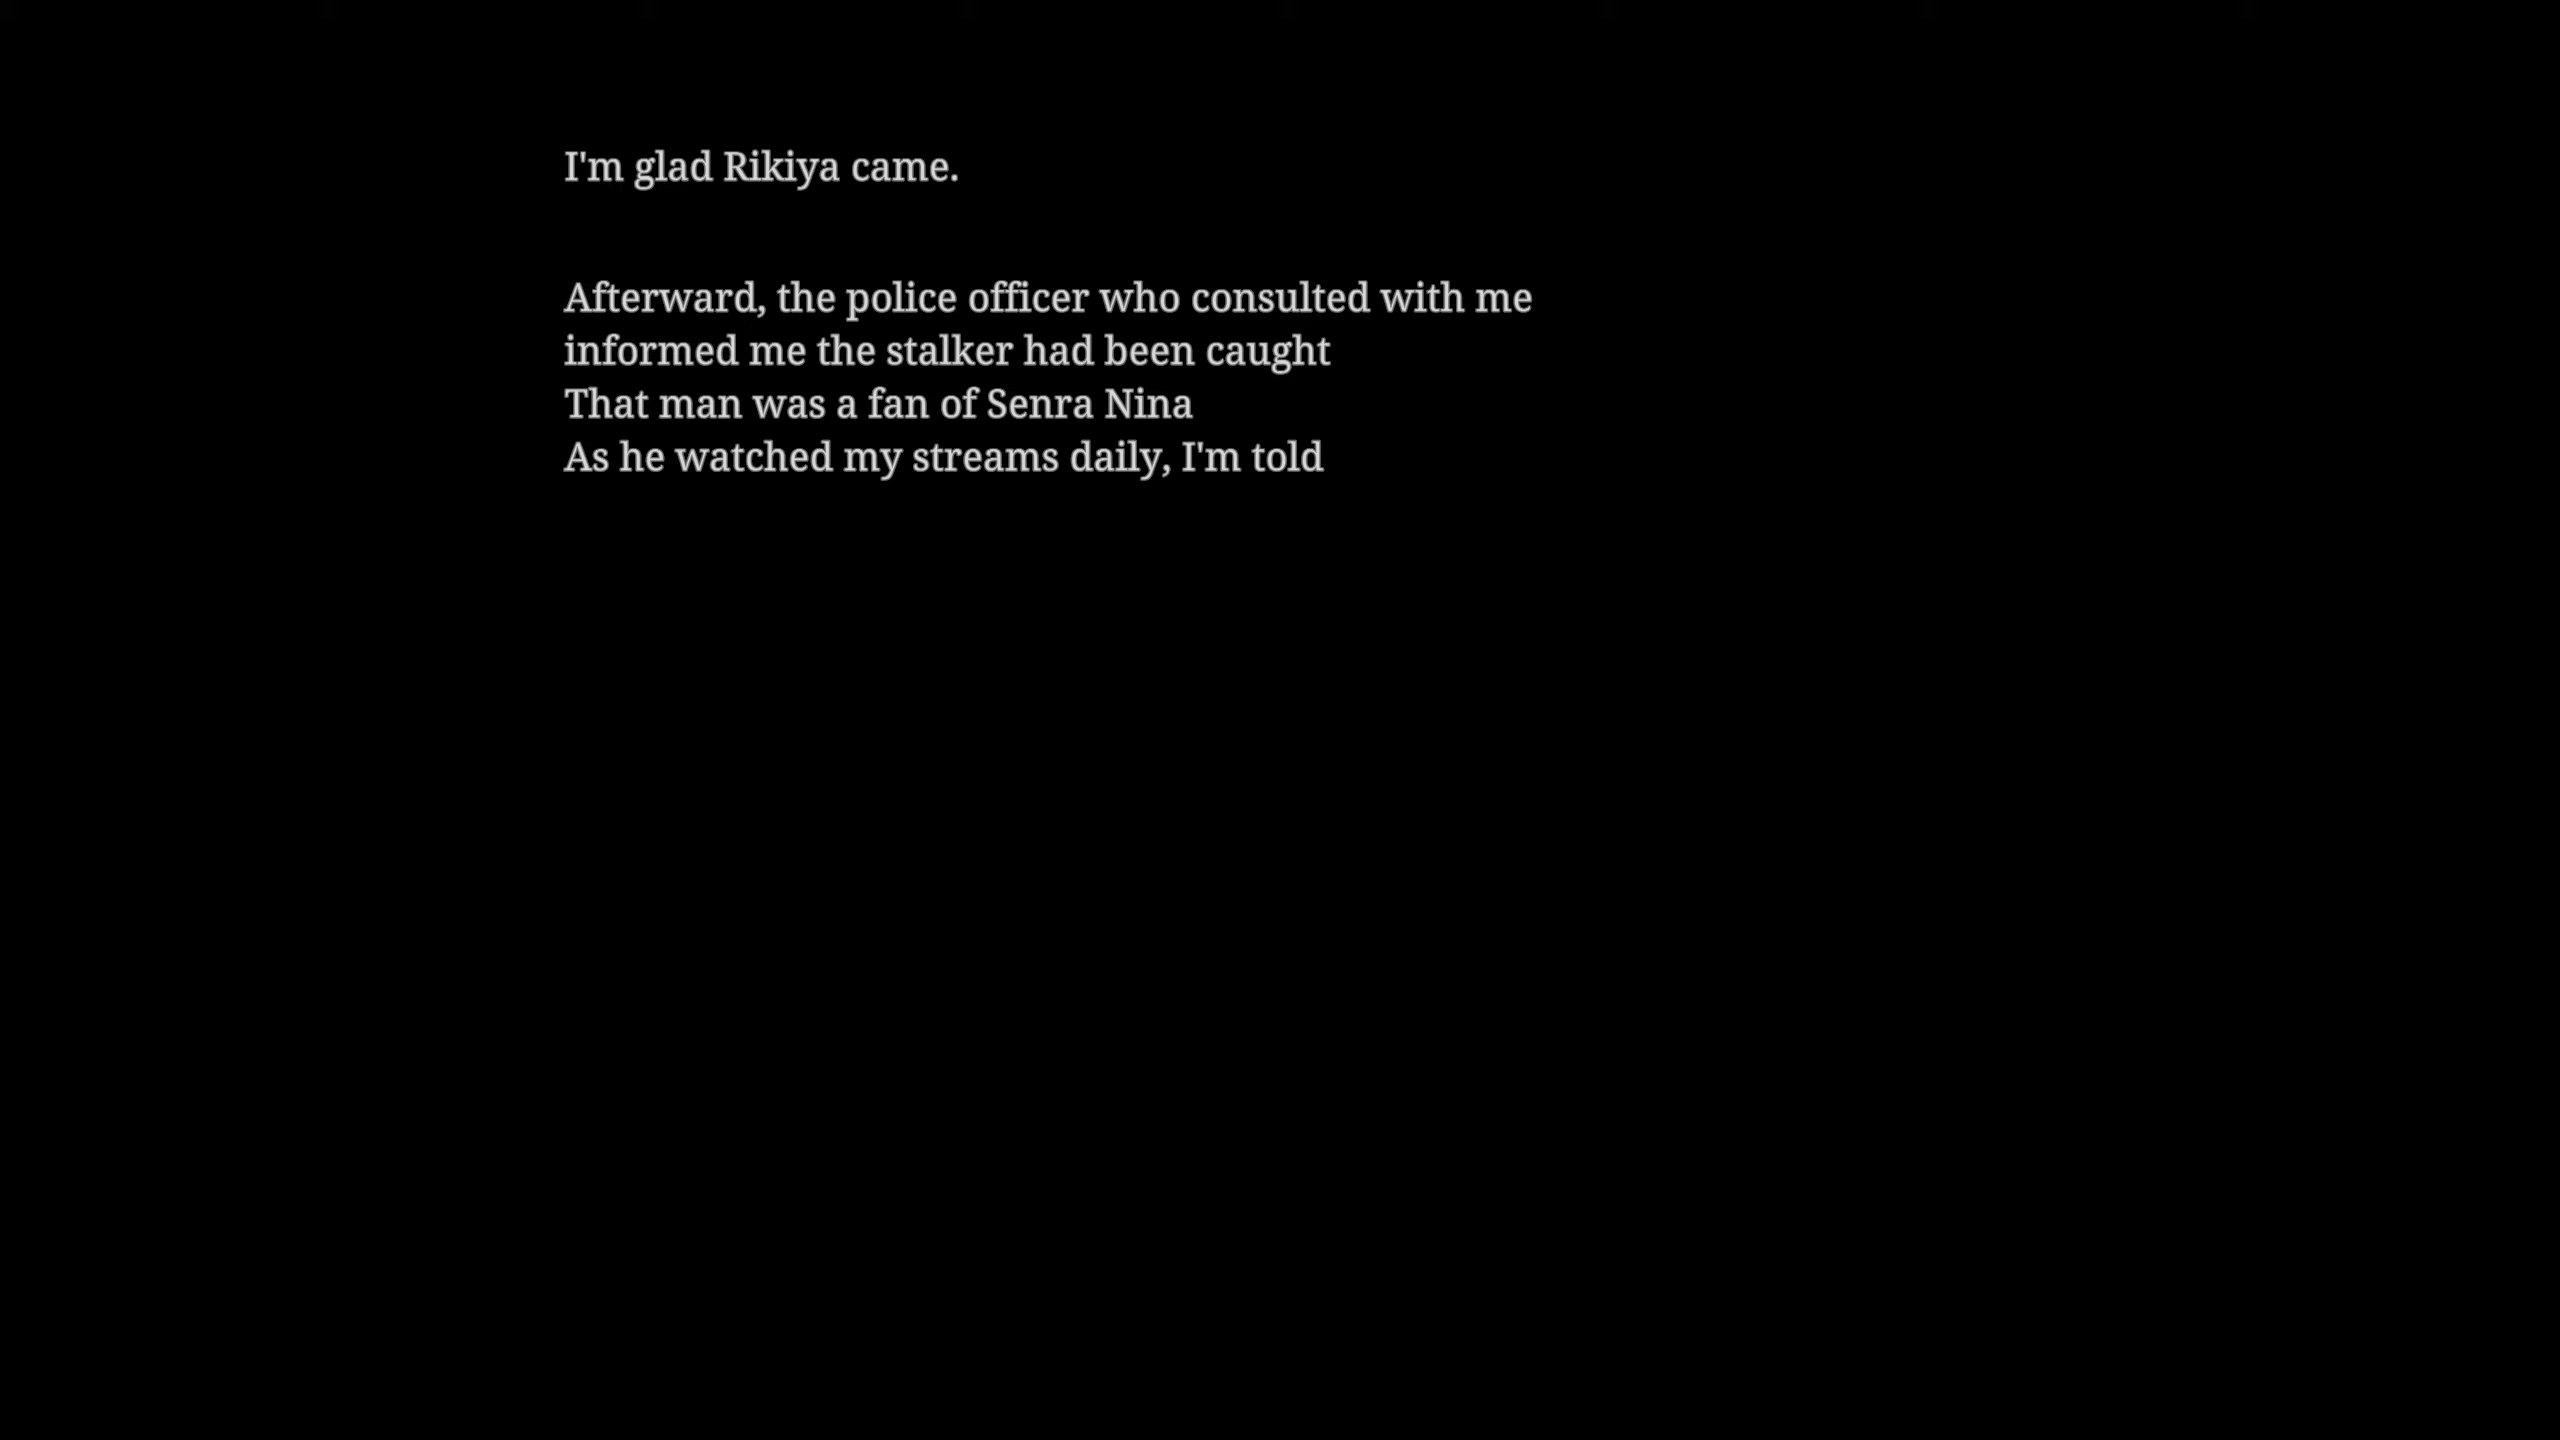 I'm glad Rikiya came.
Afterward, the police officer who consulted with me
informed me the stalker had been caught
That man was a fan of Senra Nina
As he watched my streams daily, I'm told